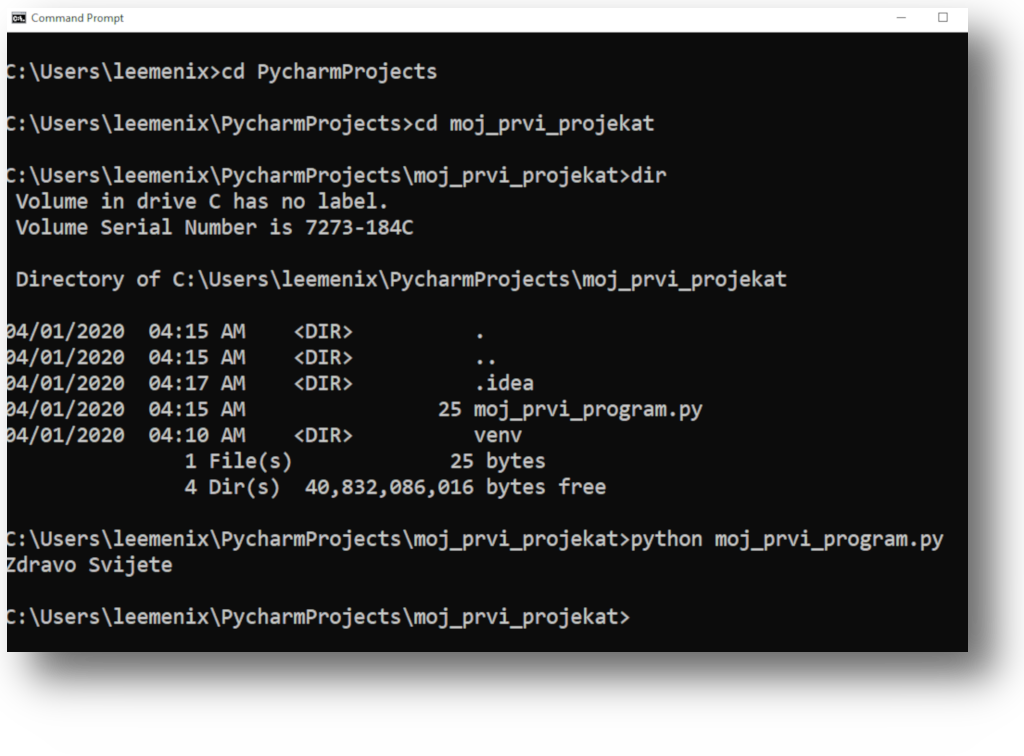 Command Prompt
C:\Users\leemenix>cd PycharmProjects
C:\Users\leemenix\PycharmProjects>cd moj_prvi_projekat
C:\Users\leemenix\PycharmProjects\moj_prvi_projekat>dir
Volume in drive C has no label.
Volume Serial Number is 7273-184C
Directory of C:\Users\leemenix\PycharmProjects\moj_prvi_projekat
04/01/2020  04:15 AM    <DIR>          .
04/01/2020  04:15 AM    <DIR>          ..
04/01/2020  04:17 AM    <DIR>          .idea
04/01/2020  04:15 AM                25 moj_prvi_program.py
04/01/2020  04:10 AM    <DIR>          venv
1 File(s)             25 bytes
4 Dir(s)  40,832,086,016 bytes free
C:\Users\leemenix\PycharmProjects\moj_prvi_projekat>python moj_prvi_program.py
Zdravo Svijete
C:\Users\leemenix\PycharmProjects\moj_prvi_projekat>